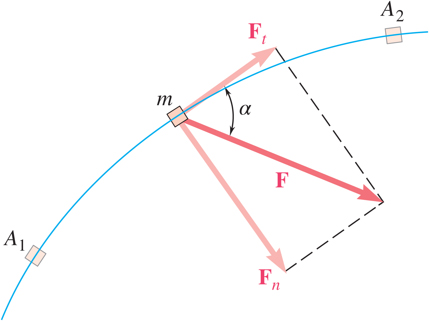 A₂
Fₜ
m
α
F
A₁
Fₙ